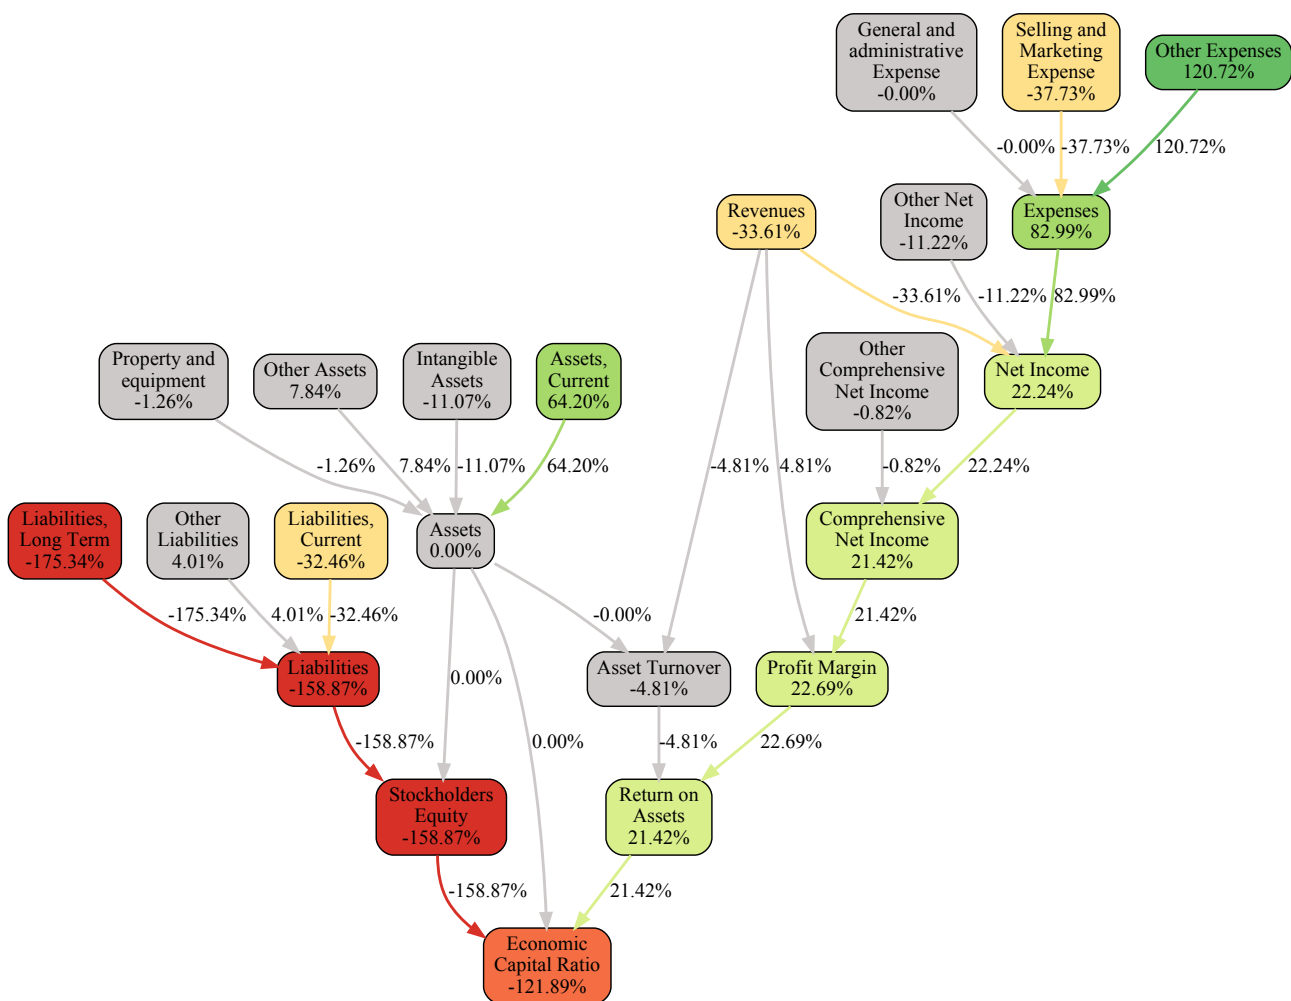 General and
administrative
Expense
-0.00%
Selling and
Marketing
Expense
-37.73%
Other Expenses
120.72%
-0.00%
-37.73%
120.72%
Revenues
-33.61%
Other Net
Income
-11.22%
Expenses
82.99%
-33.61%
-11.22%
82.99%
Property and
equipment
-1.26%
Other Assets
7.84%
Intangible
Assets
-11.07%
Assets,
Current
64.20%
Other
Comprehensive
Net Income
-0.82%
Net Income
22.24%
-1.26%
7.84%
-11.07%
64.20%
-4.81%
4.81%
-0.82%
22.24%
Liabilities,
Long Term
-175.34%
Other
Liabilities
4.01%
Liabilities,
Current
-32.46%
Assets
0.00%
Comprehensive
Net Income
21.42%
-175.34%
4.01%
-32.46%
-0.00%
21.42%
Liabilities
-158.87%
0.00%
Asset Turnover
-4.81%
Profit Margin
22.69%
-158.87%
0.00%
-4.81%
22.69%
Stockholders
Equity
-158.87%
Return on
Assets
21.42%
-158.87%
21.42%
Economic
Capital Ratio
-121.89%